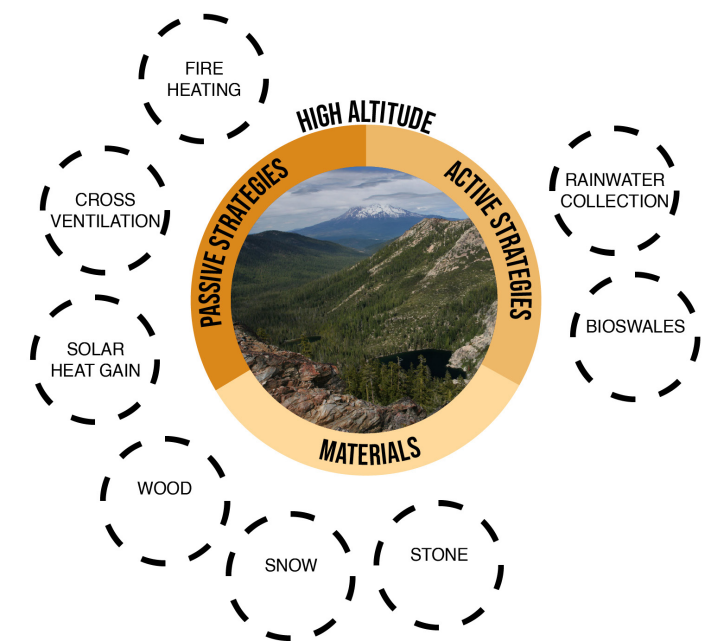 FIRE
HEATING
HIGH ALTITUDE
PASSIVE STRATEGIES
ACTIVE STRATEGIES
CROSS
VENTILATION
RAINWATER
COLLECTION
SOLAR
HEAT GAIN
BIOSWALES
MATERIALS
WOOD
SNOW
STONE